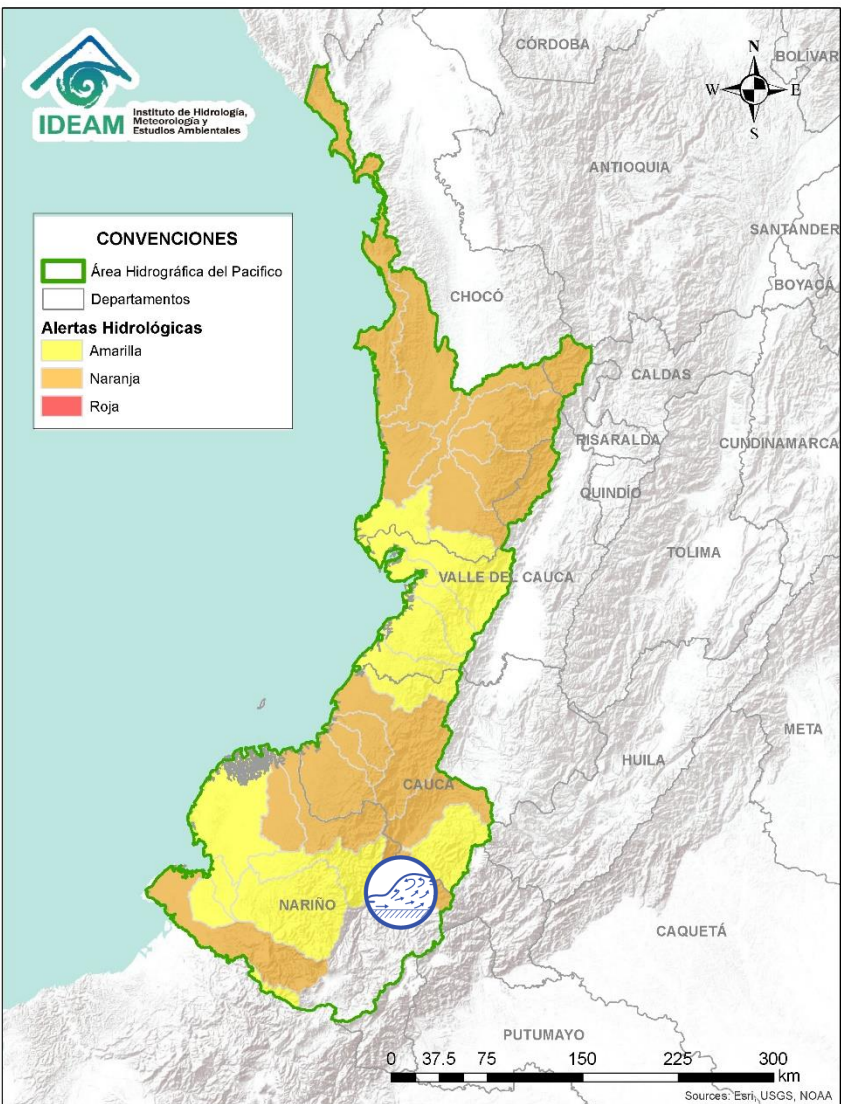 IDEAM
Instituto de Hidrología,
Meteorología y
Estudios Ambientales
N
W
E
S
CONVENCIONES
Área Hidrográfica del Pacifico
Departamentos
Alertas Hidrológicas
Amarilla
Naranja
Roja
CÓRDOBA
BOLÍVAR
ANTIOQUIA
SANTANDER
BOYACÁ
CHOCÓ
CALDAS
RISARALDA
CUNDINAMARCA
QUINDÍO
TOLIMA
VALLE DEL CAUCA
META
HUILA
CAUCA
NARIÑO
CAQUETÁ
PUTUMAYO
0 37.5 75 150 225 300
km
Sources: Esri, USGS, NOAA